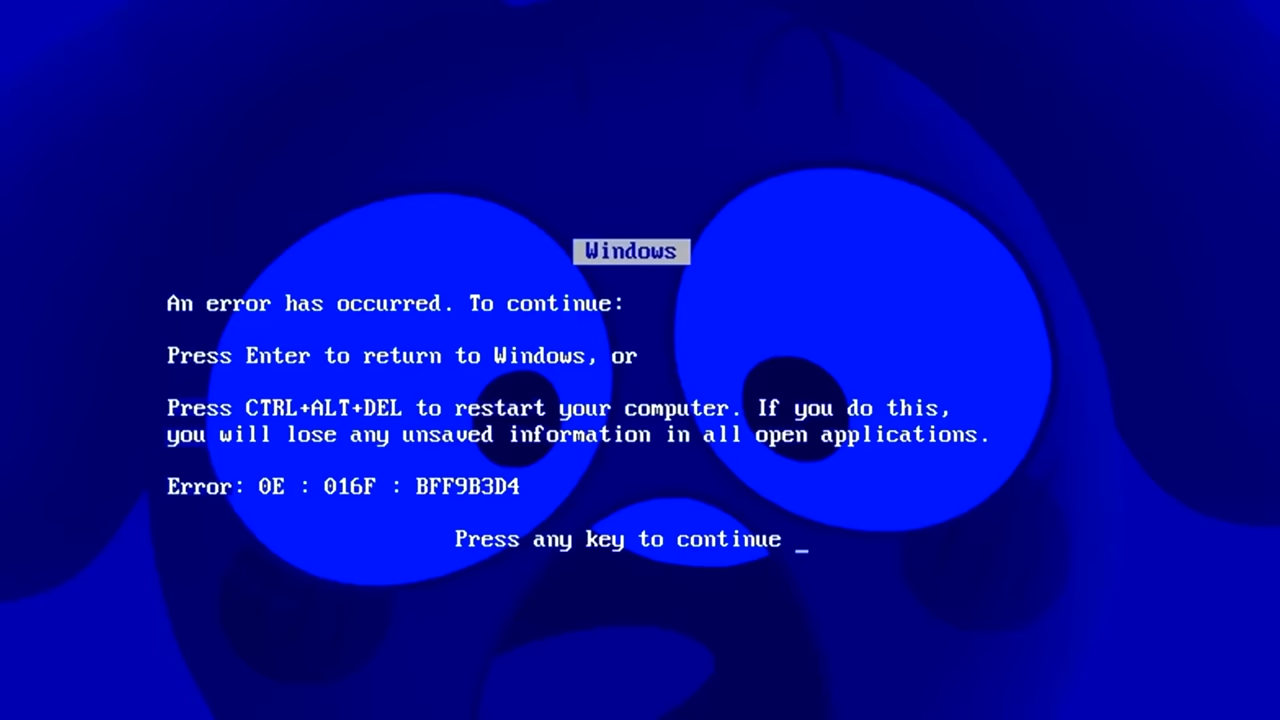 Windows
An error has occurred. To continue:
Press Enter to return to Windows, or
Press CTRL+ALT+DEL to restart your computer. If you do this,
you will lose any unsaved information in all open applications.
Error: 0E : 016F : BFF9B3D4
Press any key to continue _